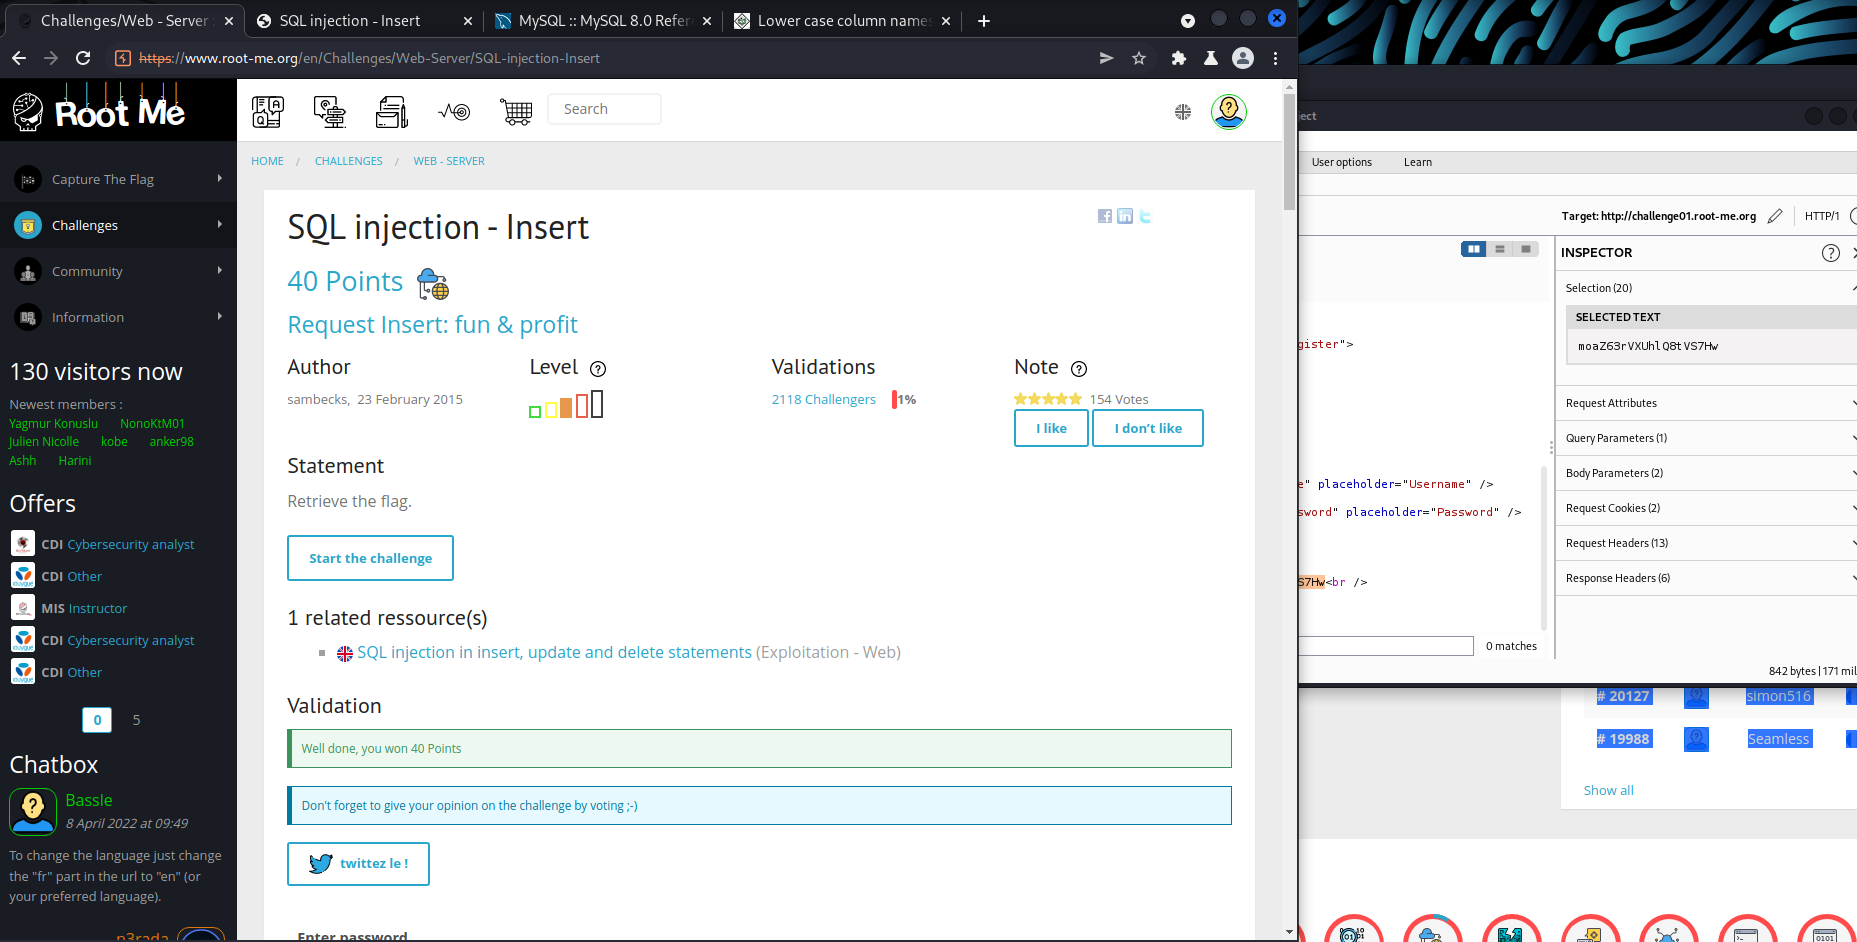 Challenges/Web - Server
SQL injection - Insert
MySQL :: MySQL 8.0 Refer
Lower case column names
https://www.root-me.org/en/Challenges/Web-Server/SQL-injection-Insert
Root Me
Capture The Flag
Challenges
Community
Information
130 visitors now
Newest members :
Yagmur Konuslu NonoKtM01
Julien Nicolle kobe anker98
Ashh Harini
Offers
CDI Cybersecurity analyst
CDI Other
MIS Instructor
CDI Cybersecurity analyst
CDI Other
0 5
Chatbox
Bassle
8 April 2022 at 09:49
To change the language just change
the "fr" part in the url to "en" (or
your preferred language).
n3rada
Search
HOME / CHALLENGES / WEB - SERVER
SQL injection - Insert
40 Points
Request Insert: fun & profit
Author
sambecks, 23 February 2015
Level
Validations
2118 Challengers 1%
Note
154 Votes
I like
I don't like
Statement
Retrieve the flag.
Start the challenge
1 related ressource(s)
SQL injection in insert, update and delete statements (Exploitation - Web)
Validation
Well done, you won 40 Points
Don't forget to give your opinion on the challenge by voting ;-)
twittez le !
Enter password
ject
User options Learn
Target: http://challenge01.root-me.org HTTP/1
gister">
e" placeholder="Username" />
sword" placeholder="Password" />
S7Hw<br />
0 matches
INSPECTOR
Selection (20)
SELECTED TEXT
moaZ63rVXUhlQ8tVS7Hw
Request Attributes
Query Parameters (1)
Body Parameters (2)
Request Cookies (2)
Request Headers (13)
Response Headers (6)
842 bytes | 171 mil
# 20127 simon516
# 19988 Seamless
Show all